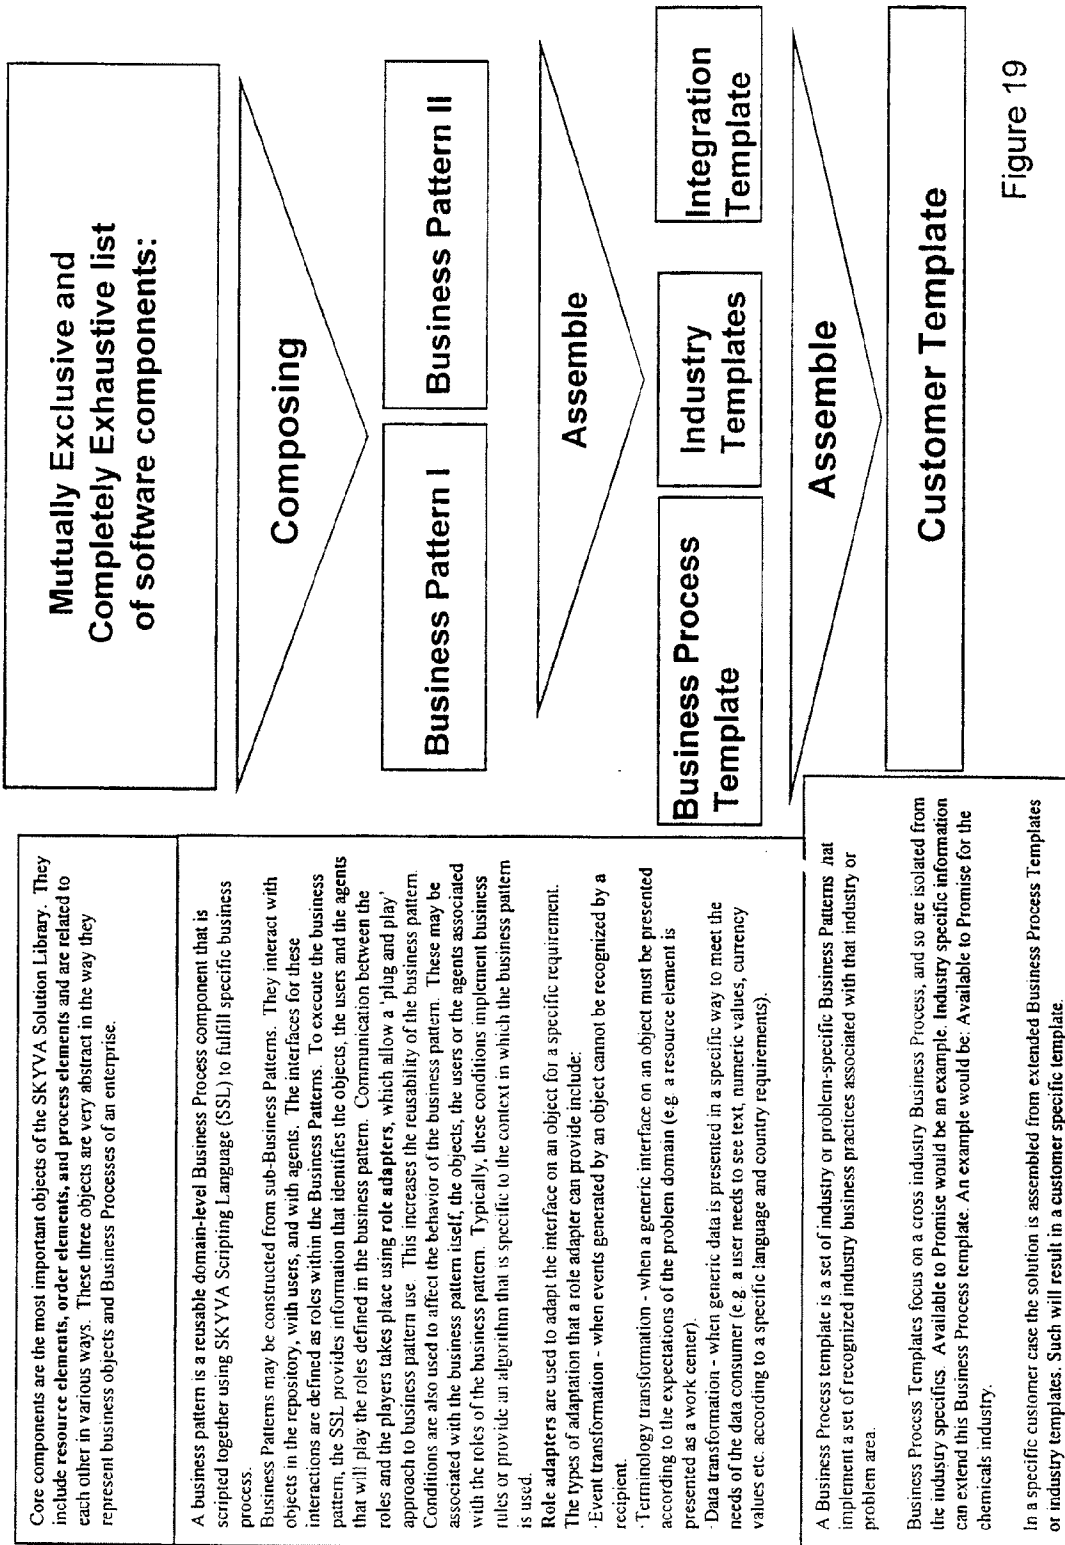 Mutually Exclusive and
Completely Exhaustive list
of software components:
Composing
Business Pattern I
Business Pattern II
Assemble
Business Process
Template
Industry
Templates
Integration
Template
Assemble
Customer Template
Core components are the most important objects of the SKYVA Solution Library. They
include resource elements, order elements, and process elements and are related to
each other in various ways. These three objects are very abstract in the way they
represent business objects and Business Processes of an enterprise.
A business pattern is a reusable domain-level Business Process component that is
scripted together using SKYVA Scripting Language (SSL) to fulfill specific business
process.
Business Patterns may be constructed from sub-Business Patterns. They interact with
objects in the repository, with users, and with agents. The interfaces for these
interactions are defined as roles within the Business Patterns. To execute the business
pattern, the SSL provides information that identifies the objects, the users and the agents
that will play the roles defined in the business pattern. Communication between the
roles and the players takes place using role adapters, which allow a 'plug and play'
approach to business pattern use. This increases the reusability of the business pattern.
Conditions are also used to affect the behavior of the business pattern. These may be
associated with the business pattern itself, the objects, the users or the agents associated
with the roles of the business pattern. Typically, these conditions implement business
rules or provide an algorithm that is specific to the context in which the business pattern
is used.
Role adapters are used to adapt the interface on an object for a specific requirement.
The types of adaptation that a role adapter can provide include:
· Event transformation - when events generated by an object cannot be recognized by a
recipient.
· Terminology transformation - when a generic interface on an object must be presented
according to the expectations of the problem domain (e.g. a resource element is
presented as a work center).
· Data transformation - when generic data is presented in a specific way to meet the
needs of the data consumer (e.g. a user needs to see text, numeric values, currency
values etc. according to a specific language and country requirements).
A Business Process template is a set of industry or problem-specific Business Patterns hat
implement a set of recognized industry business practices associated with that industry or
problem area.
Business Process Templates focus on a cross industry Business Process, and so are isolated from
the industry specifics. Available to Promise would be an example. Industry specific information
can extend this Business Process template. An example would be: Available to Promise for the
chemicals industry.
In a specific customer case the solution is assembled from extended Business Process Templates
or industry templates. Such will result in a customer specific template.
Figure 19